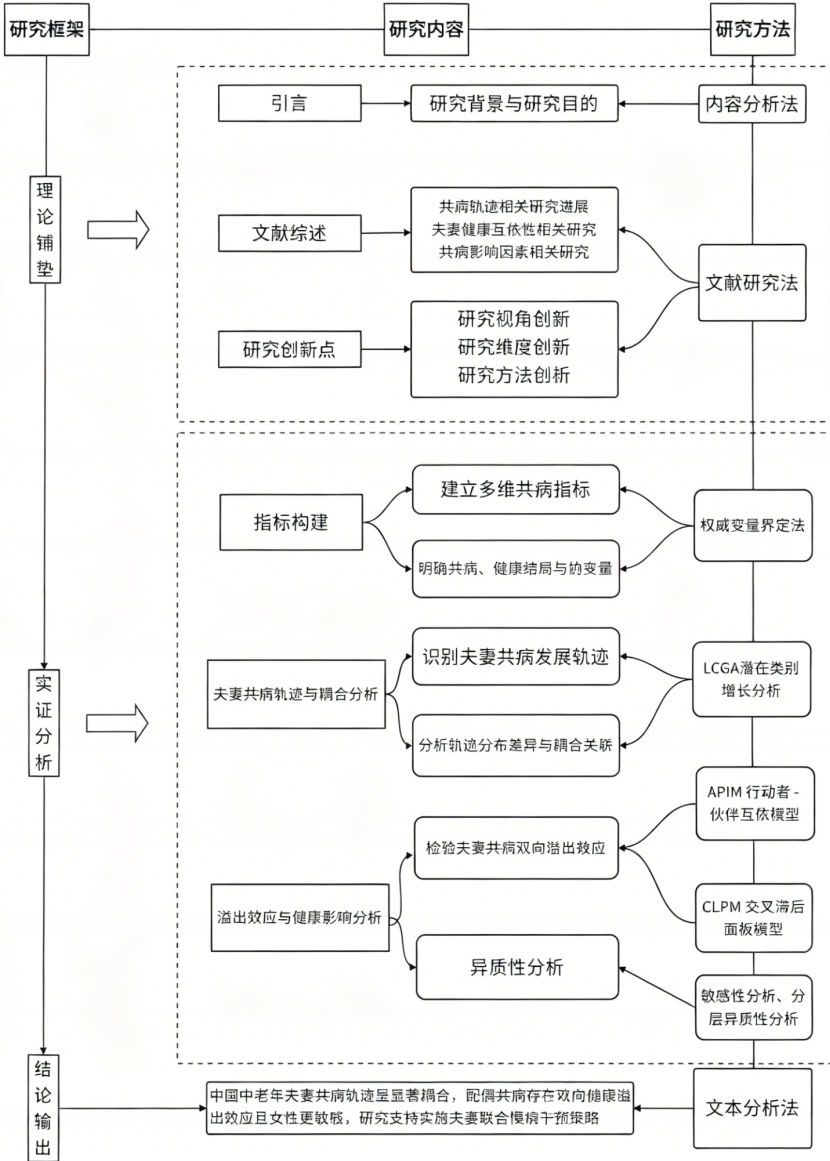 研究框架
研究内容
研究方法
引言
研究背景与研究目的
内容分析法
理论铺垫
文献综述
共病轨迹相关研究进展
夫妻健康互依性相关研究
共病影响因素相关研究
文献研究法
研究创新点
研究视角创新
研究维度创新
研究方法创析
指标构建
建立多维共病指标
明确共病、健康结局与协变量
权威变量界定法
实证分析
夫妻共病轨迹与耦合分析
识别夫妻共病发展轨迹
分析轨迹分布差异与耦合关联
LCGA潜在类别
增长分析
溢出效应与健康影响分析
检验夫妻共病双向溢出效应
异质性分析
APIM 行动者 -
伙伴互依模型
CLPM 交叉滞后
面板模型
敏感性分析、分
层异质性分析
结论输出
中国中老年夫妻共病轨迹呈显著耦合，配偶共病存在双向健康溢
出效应且女性更敏感，研究支持实施夫妻联合慢病干预策略
文本分析法